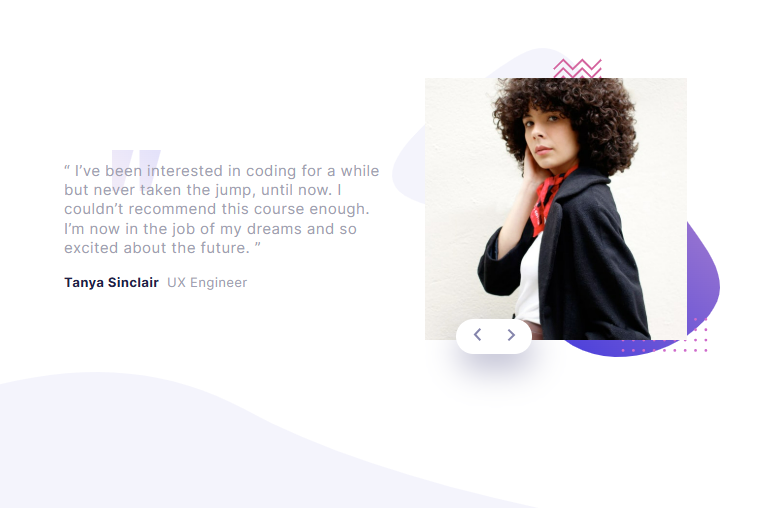 “ I’ve been interested in coding for a while
but never taken the jump, until now. I
couldn’t recommend this course enough.
I’m now in the job of my dreams and so
excited about the future. ”
Tanya Sinclair UX Engineer